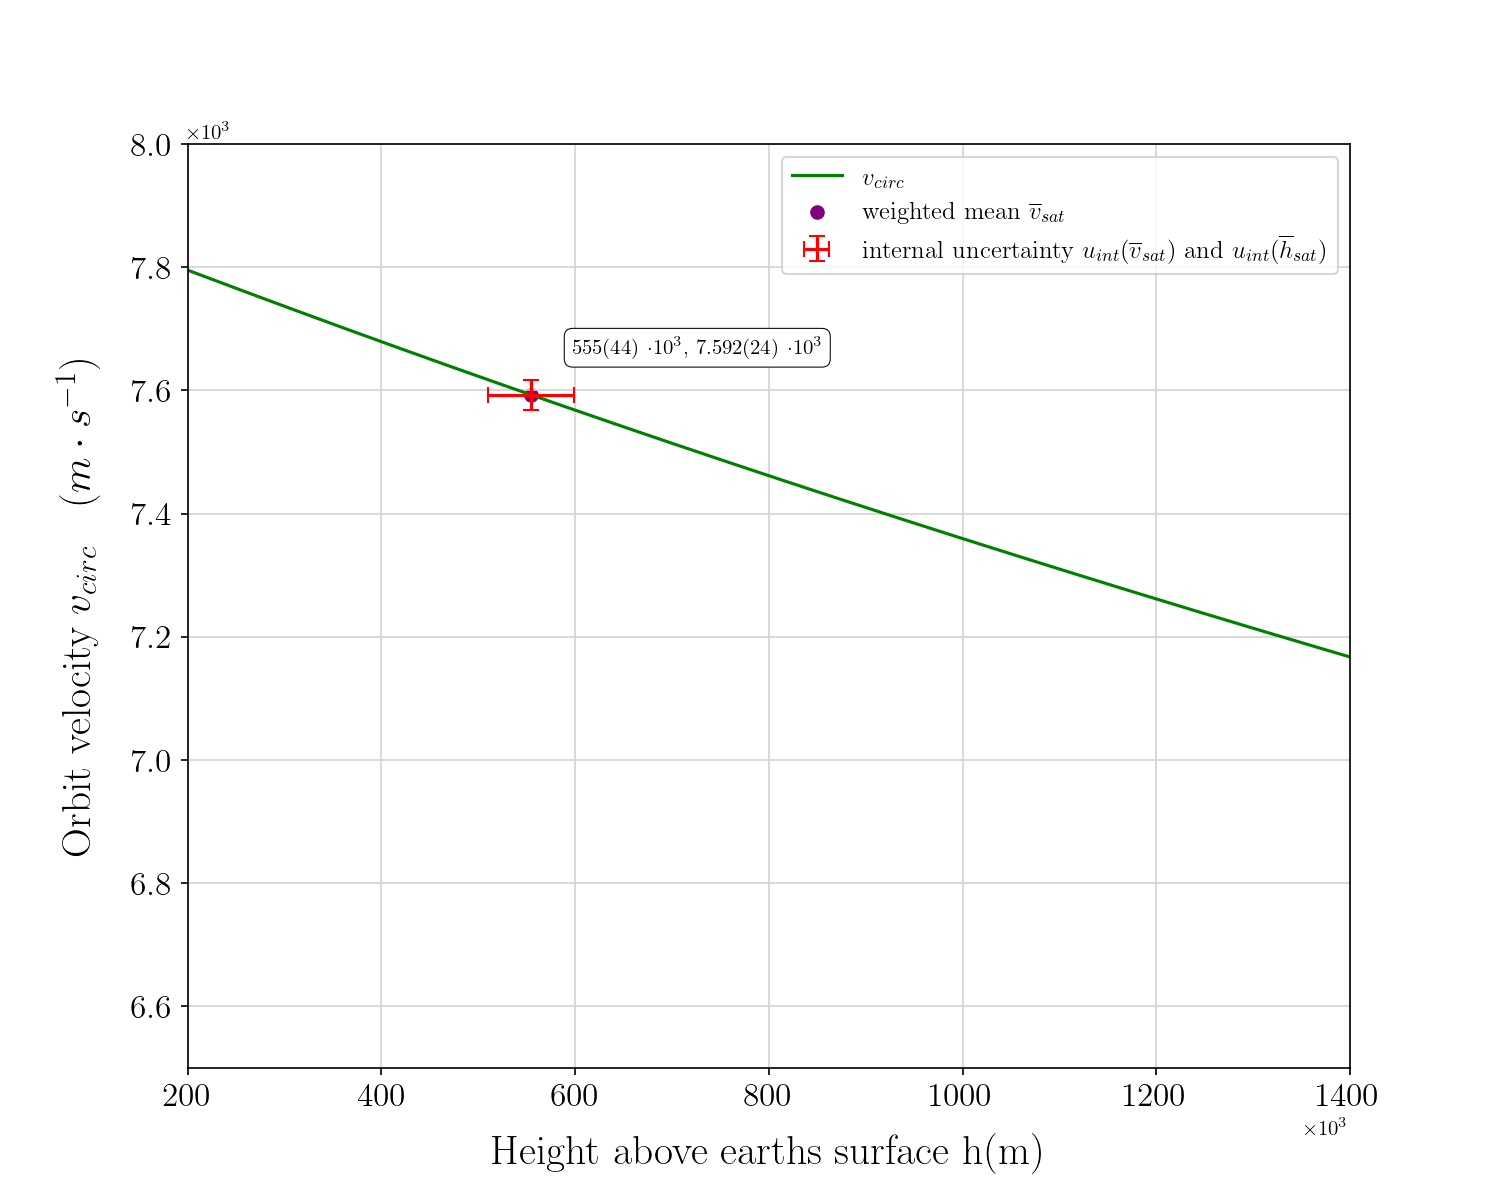 ×10³
8.0
7.8
7.6
7.4
7.2
7.0
6.8
6.6
Orbit velocity v_circ (m · s⁻¹)
v_circ
weighted mean v̅_sat
internal uncertainty u_int(v̅_sat) and u_int(h̅_sat)
555(44) ·10³, 7.592(24) ·10³
200 400 600 800 1000 1200 1400
×10³
Height above earths surface h(m)